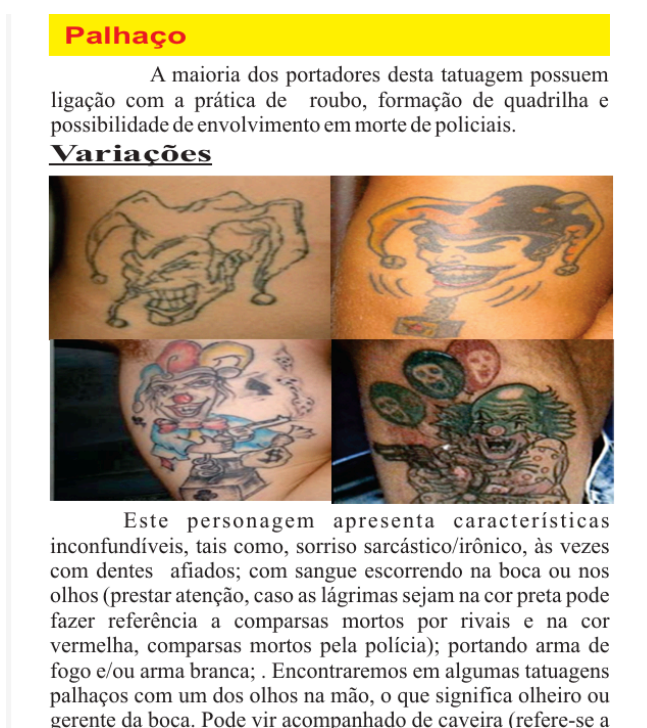 Palhaço
A maioria dos portadores desta tatuagem possuem
ligação com a prática de roubo, formação de quadrilha e
possibilidade de envolvimento em morte de policiais.
Variações
Este personagem apresenta características
inconfundíveis, tais como, sorriso sarcástico/irônico, às vezes
com dentes afiados; com sangue escorrendo na boca ou nos
olhos (prestar atenção, caso as lágrimas sejam na cor preta pode
fazer referência a comparsas mortos por rivais e na cor
vermelha, comparsas mortos pela polícia); portando arma de
fogo e/ou arma branca; . Encontraremos em algumas tatuagens
palhaços com um dos olhos na mão, o que significa olheiro ou
gerente da boca. Pode vir acompanhado de caveira (refere-se a